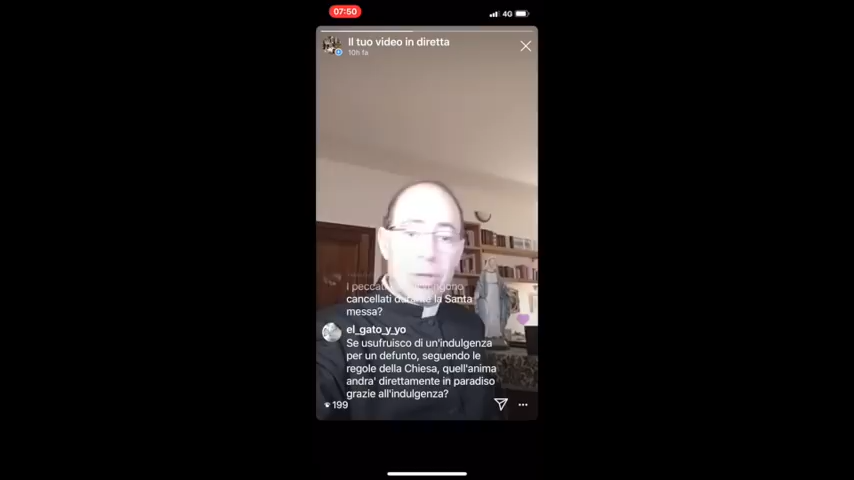 07:50
4G
Il tuo video in diretta
10h fa
I peccati vengono
cancellati durante la Santa
messa?
el_gato_y_yo
Se usufruisco di un'indulgenza
per un defunto, seguendo le
regole della Chiesa, quell'anima
andra' direttamente in paradiso
grazie all'indulgenza?
199